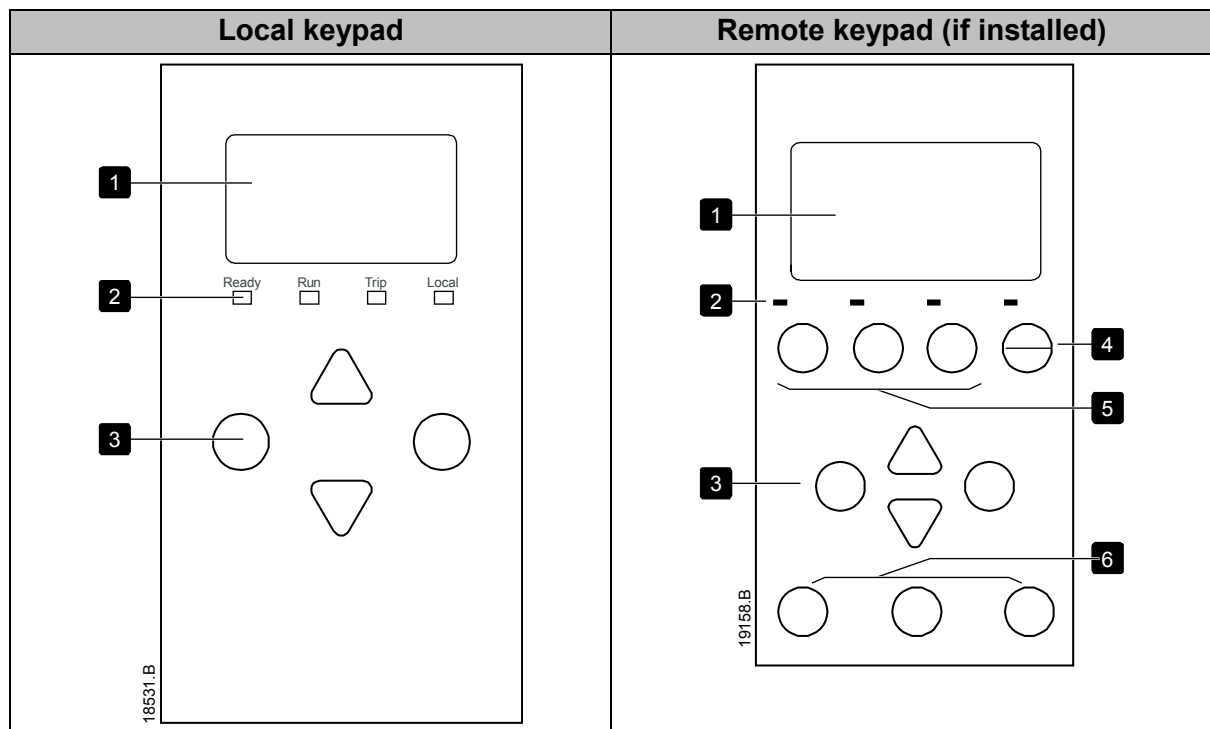 Local keypad
Remote keypad (if installed)
1
Ready Run Trip Local
2
3
18531.B
1
2
4
5
3
6
19158.B